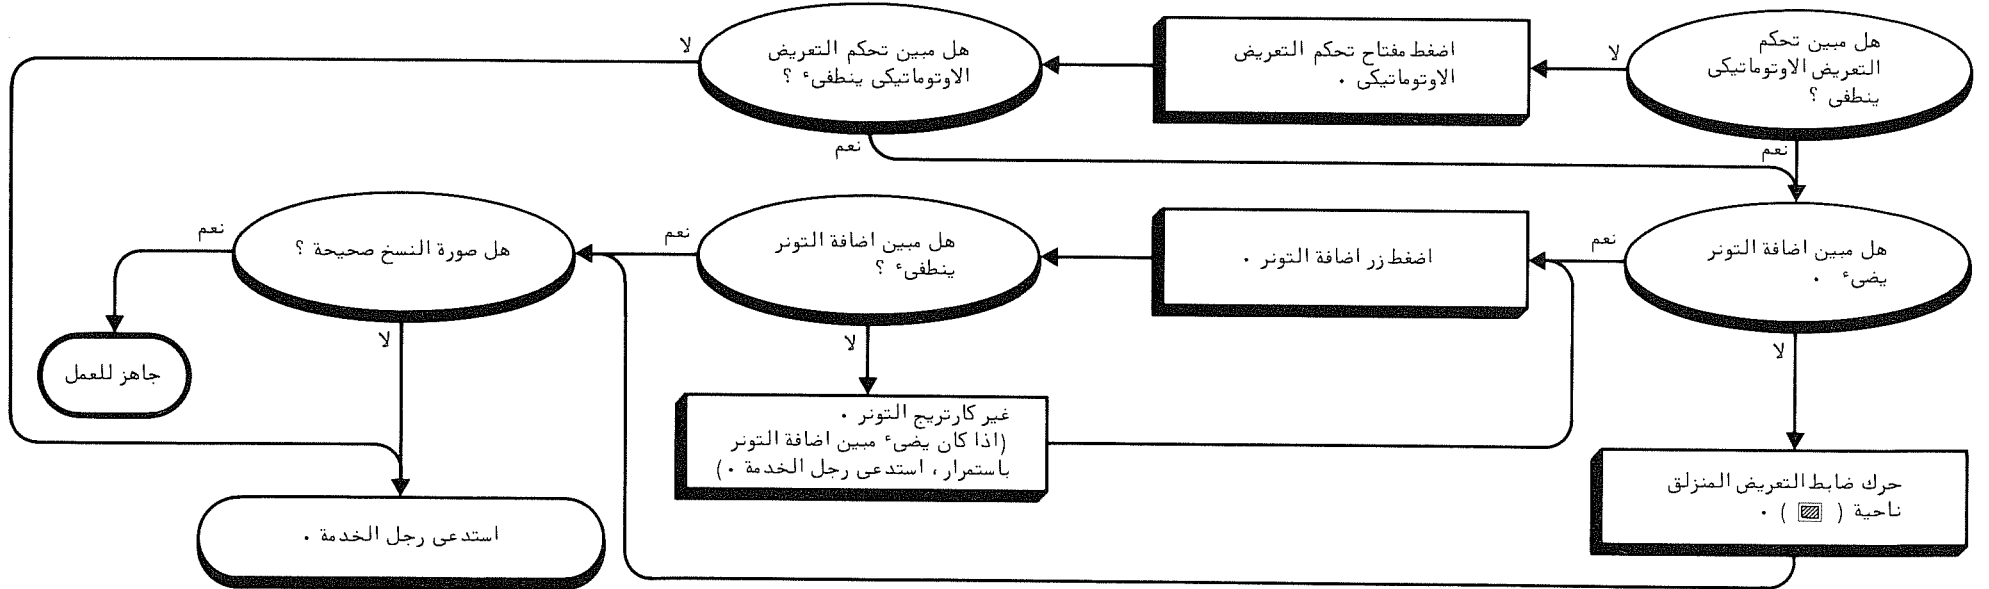 هل مبين تحكم
التعريض الاوتوماتيكى
ينطفى ؟
لا
نعم
اضغط مفتاح تحكم التعريض
الاوتوماتيكى .
هل مبين تحكم التعريض
الاوتوماتيكى ينطفىء ؟
لا
نعم
هل مبين اضافة التونر
يضىء .
نعم
لا
اضغط زر اضافة التونر .
هل مبين اضافة التونر
ينطفىء ؟
نعم
لا
هل صورة النسخ صحيحة ؟
نعم
لا
جاهز للعمل
غير كارتريج التونر .
(اذا كان يضىء مبين اضافة التونر
باستمرار ، استدعى رجل الخدمة .)
حرك ضابط التعريض المنزلق
ناحية ( ) .
استدعى رجل الخدمة .